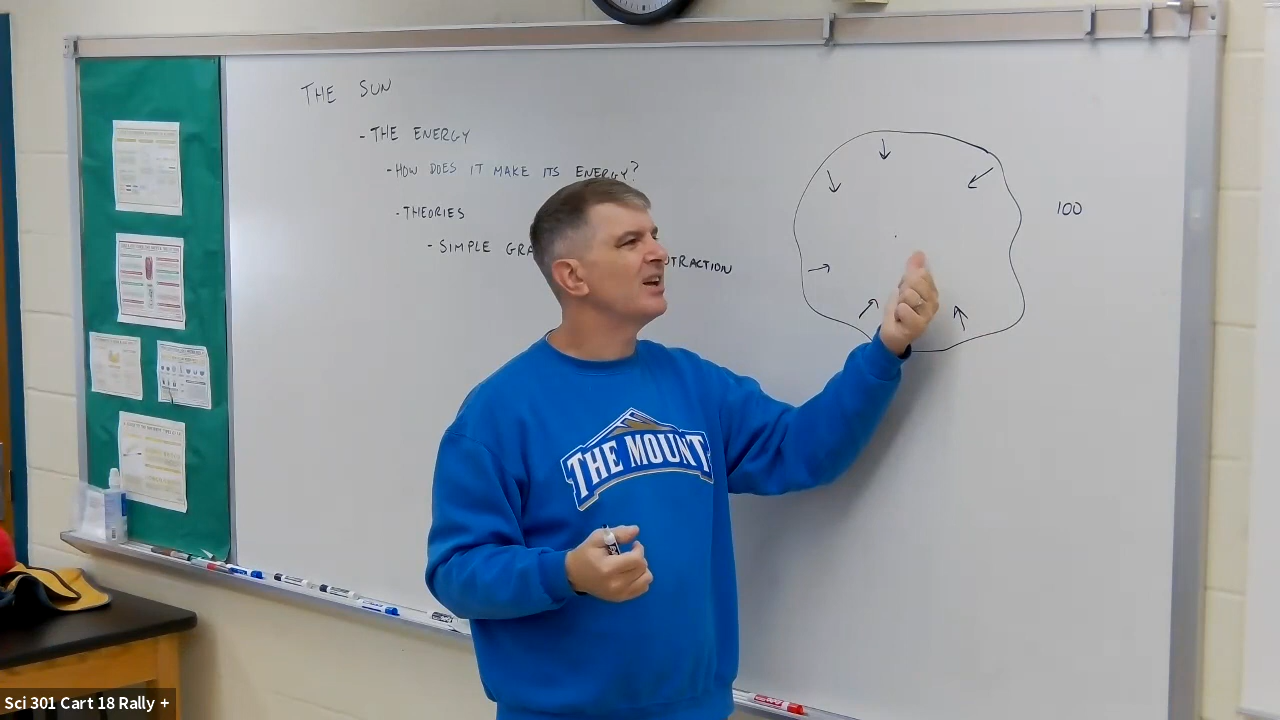 THE SUN
- THE ENERGY
- HOW DOES IT MAKE ITS ENERGY?
- THEORIES
- SIMPLE GRA
TRACTION
100
THE MOUNT
Sci 301 Cart 18 Rally +